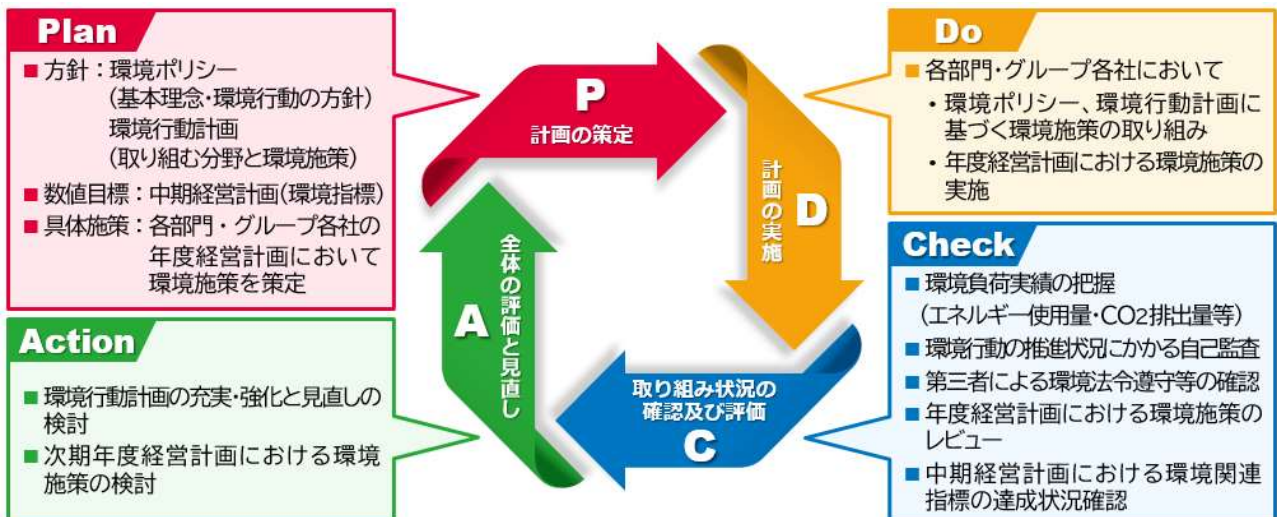 Plan
■ 方針：環境ポリシー
(基本理念・環境行動の方針)
環境行動計画
(取り組む分野と環境施策)
■ 数値目標：中期経営計画(環境指標)
■ 具体施策：各部門・グループ各社の
年度経営計画において
環境施策を策定
P
計画の策定
Do
■ 各部門・グループ各社において
・環境ポリシー、環境行動計画に
基づく環境施策の取り組み
・年度経営計画における環境施策の
実施
計画の実施
D
Check
■ 環境負荷実績の把握
(エネルギー使用量・CO2排出量等)
■ 環境行動の推進状況にかかる自己監査
■ 第三者による環境法令遵守等の確認
■ 年度経営計画における環境施策の
レビュー
■ 中期経営計画における環境関連
指標の達成状況確認
取り組み状況の
確認及び評価
C
Action
■ 環境行動計画の充実・強化と見直しの
検討
■ 次期年度経営計画における環境
施策の検討
A
全体の評価と見直し